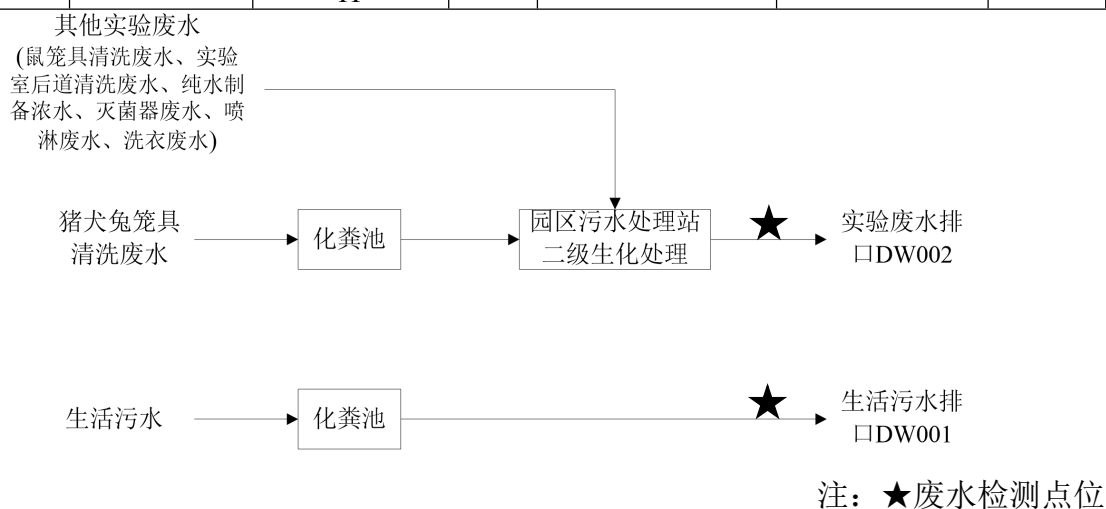 其他实验废水
(鼠笼具清洗废水、实验
室后道清洗废水、纯水制
备浓水、灭菌器废水、喷
淋废水、洗衣废水)
猪犬兔笼具
清洗废水
化粪池
园区污水处理站
二级生化处理
实验废水排
口DW002
生活污水
化粪池
生活污水排
口DW001
注：★废水检测点位